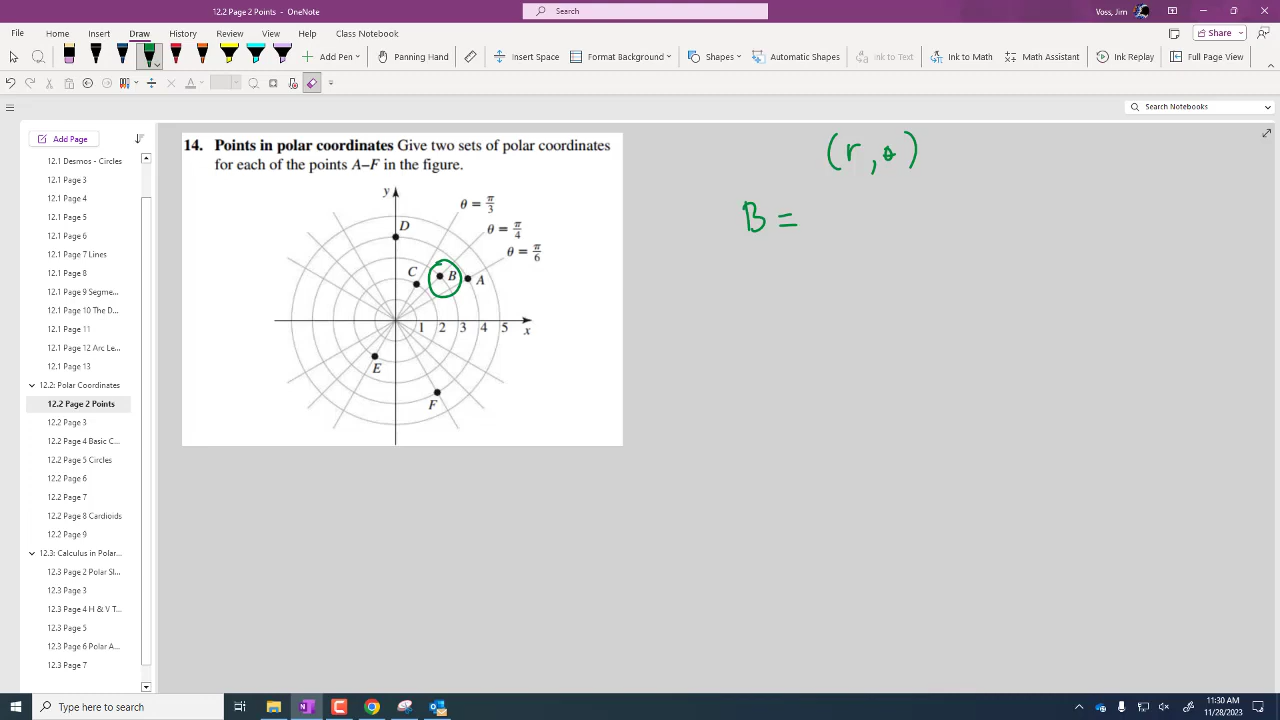 12.2 Page 2 Points - OneNote
Search
Voss, Jim
File Home Insert Draw History Review View Help Class Notebook
Share
Panning Hand Insert Space Format Background Shapes Automatic Shapes Ink to Text Ink to Math Math Assistant Ink Replay Full Page View
Search Notebooks
Add Page
12.1 Desmos - Circles
12.1 Page 3
12.1 Page 4
12.1 Page 5
12.1 Page 6
12.1 Page 7 Lines
12.1 Page 8
12.1 Page 9 Segme...
12.1 Page 10 The D...
12.1 Page 11
12.1 Page 12 Arc Le...
12.1 Page 13
12.2: Polar Coordinates
12.2 Page 2 Points
12.2 Page 3
12.2 Page 4 Basic C...
12.2 Page 5 Circles
12.2 Page 6
12.2 Page 7
12.2 Page 8 Cardioids
12.2 Page 9
12.3: Calculus in Polar...
12.3 Page 2 Polar Sl...
12.3 Page 3
12.3 Page 4 H & V T...
12.3 Page 5
12.3 Page 6 Polar A...
12.3 Page 7
14. Points in polar coordinates Give two sets of polar coordinates
for each of the points A–F in the figure.
y
θ = π/3
θ = π/4
θ = π/6
D
C
B
A
1 2 3 4 5
x
E
F
(r, θ)
B =
Type here to search
11:30 AM
11/28/2023